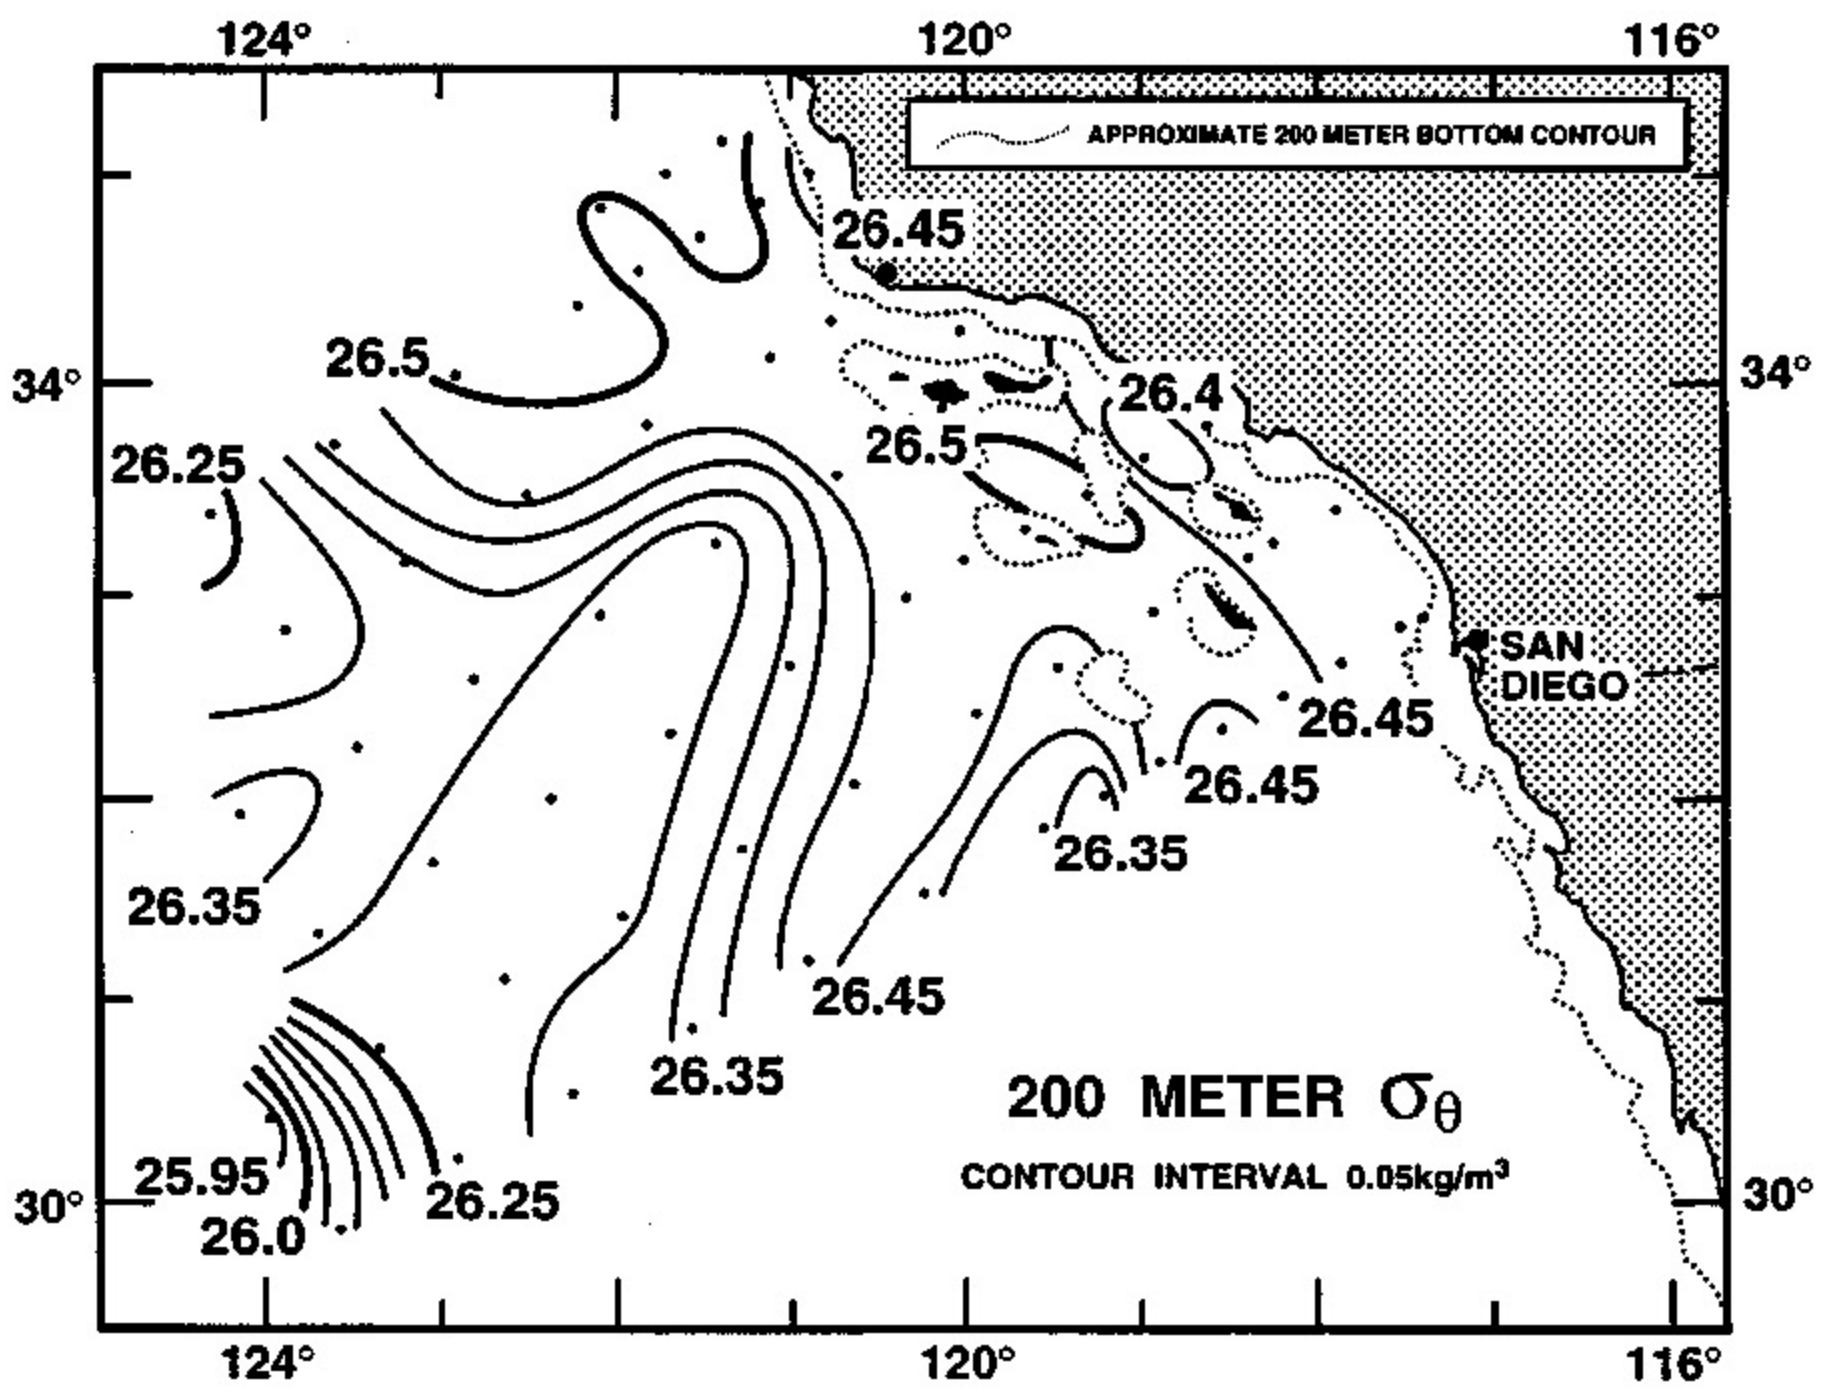 124° 120° 116°
APPROXIMATE 200 METER BOTTOM CONTOUR
26.45
26.5
34° 34°
26.4
26.5
26.25
SAN
DIEGO
26.45
26.45
26.35
26.35
26.45
26.35
200 METER σθ
CONTOUR INTERVAL 0.05kg/m³
25.95
26.25
30° 30°
26.0
124° 120° 116°